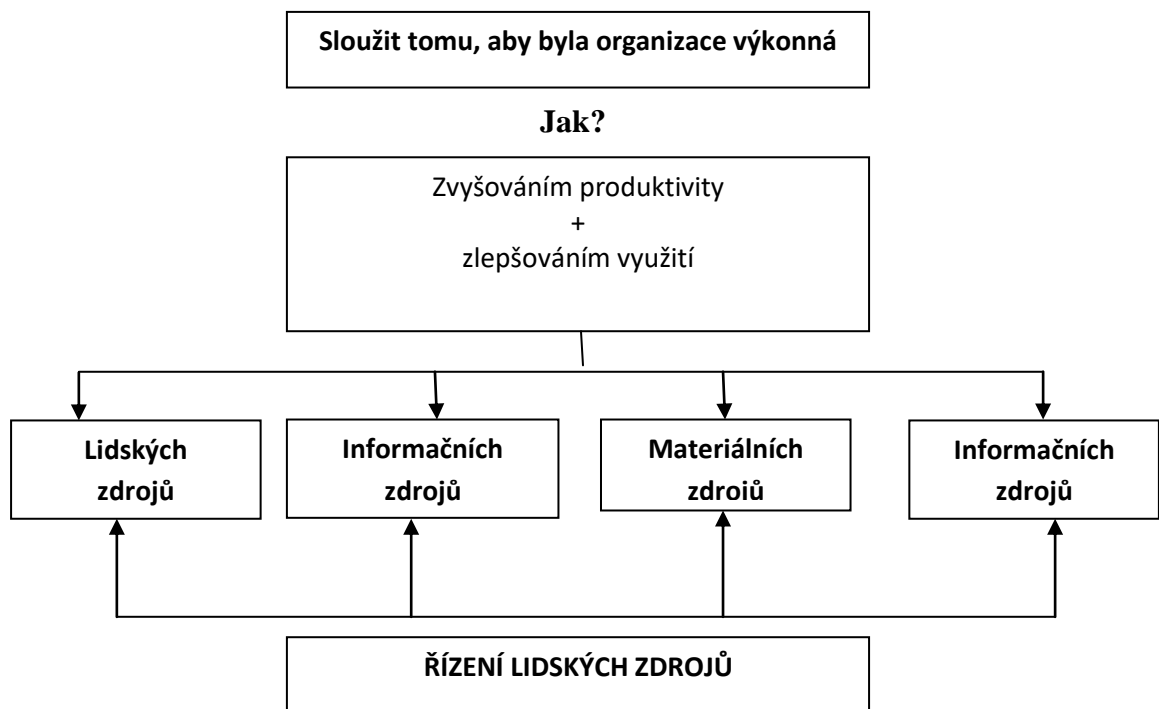 Sloužit tomu, aby byla organizace výkonná
Jak?
Zvyšováním produktivity
+
zlepšováním využití
Lidských
zdrojů
Informačních
zdrojů
Materiálních
zdrojů
Informačních
zdrojů
ŘÍZENÍ LIDSKÝCH ZDROJŮ